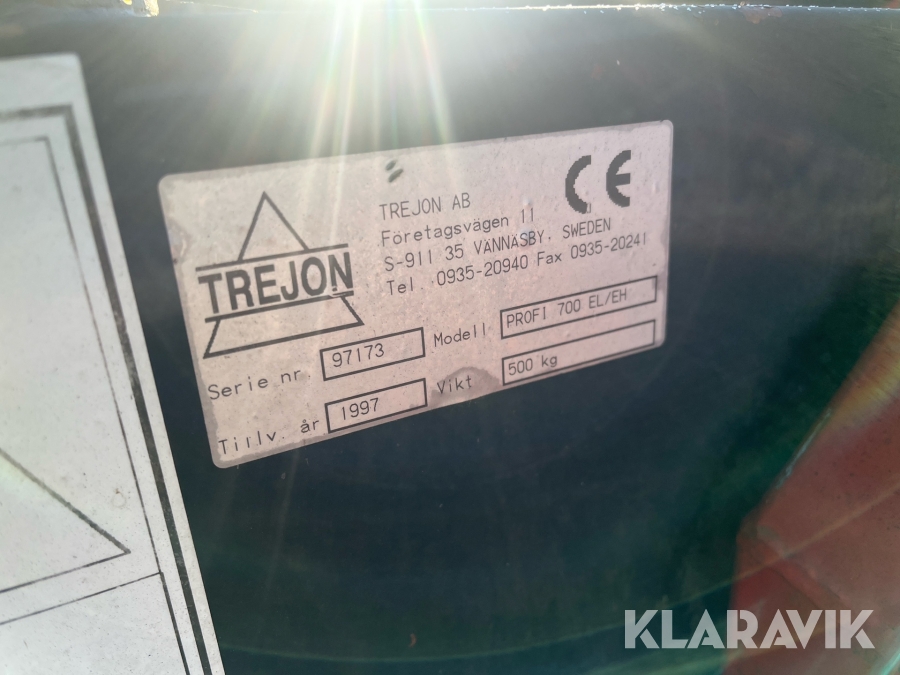 TREJON
TREJON AB
Företagsvägen 11
S-911 35 VÄNNÄSBY, SWEDEN
Tel. 0935-20940 Fax 0935-20241
CE
Serie nr. 97173
Modell PROFI 700 EL/EH
Tillv. år 1997
Vikt 500 kg
KLARAVIK